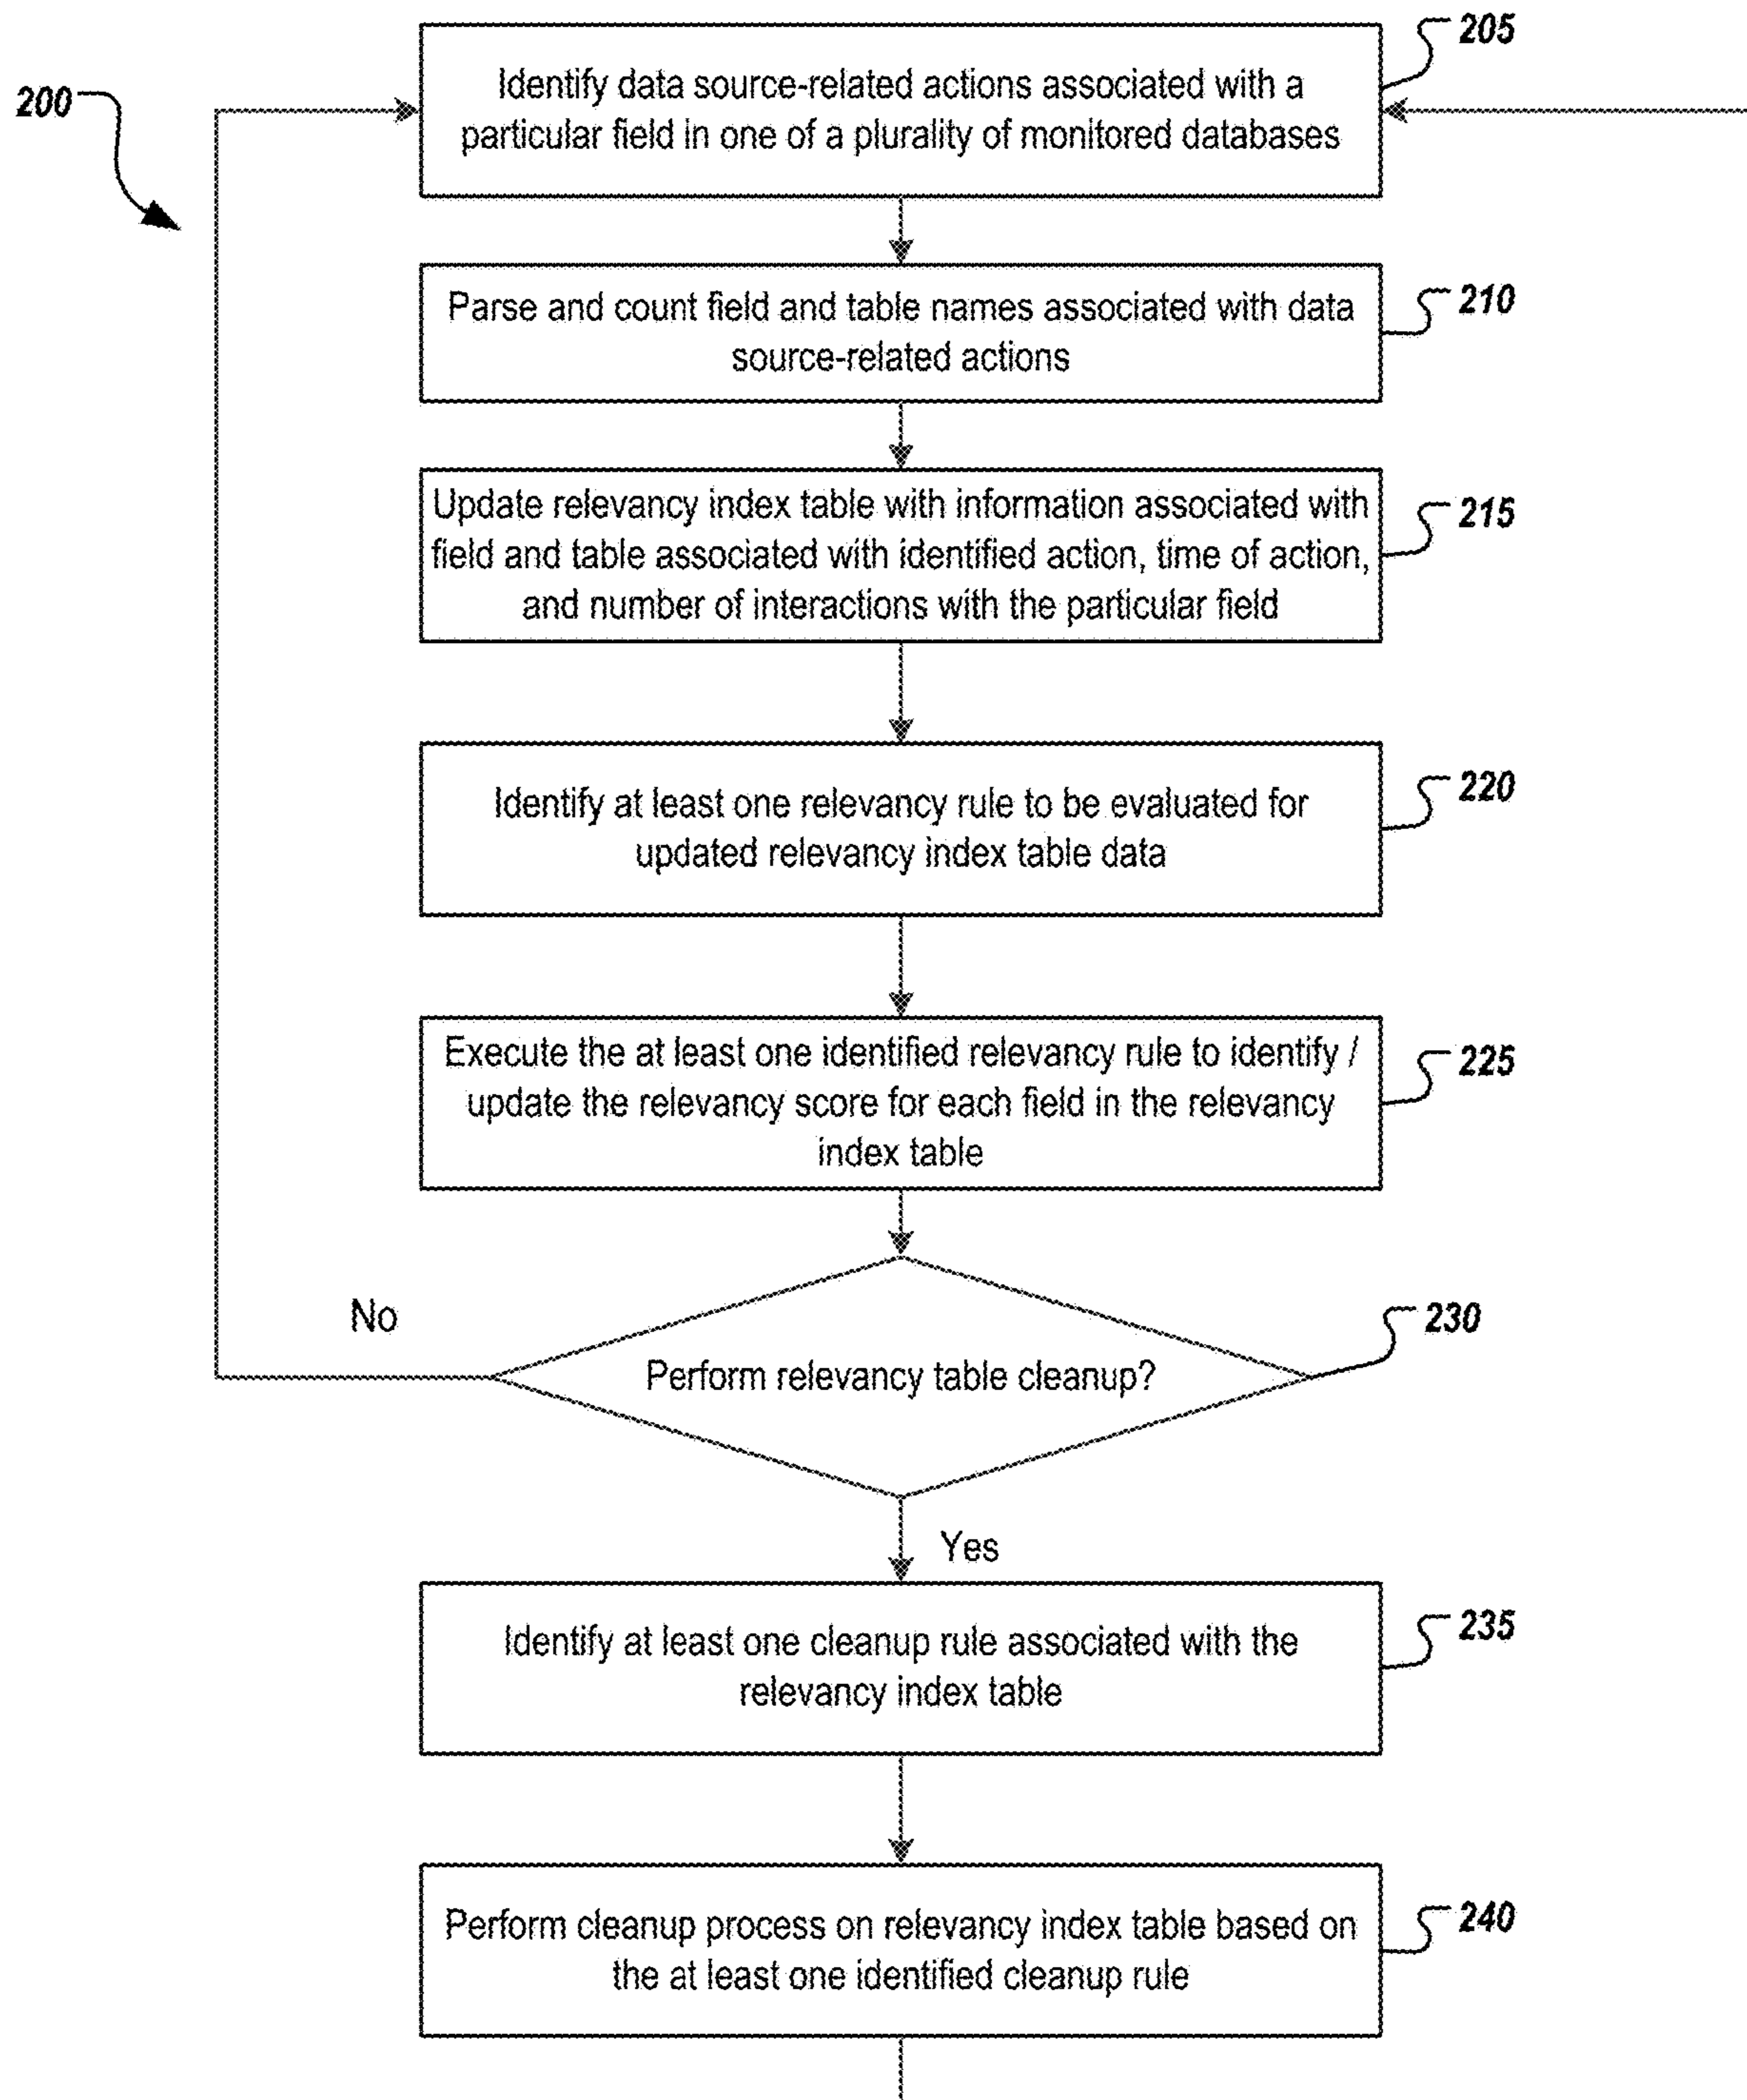 205
200
Identify data source-related actions associated with a
particular field in one of a plurality of monitored databases
210
Parse and count field and table names associated with data
source-related actions
215
Update relevancy index table with information associated with
field and table associated with identified action, time of action,
and number of interactions with the particular field
220
Identify at least one relevancy rule to be evaluated for
updated relevancy index table data
225
Execute the at least one identified relevancy rule to identify /
update the relevancy score for each field in the relevancy
index table
No
230
Perform relevancy table cleanup?
Yes
235
Identify at least one cleanup rule associated with the
relevancy index table
240
Perform cleanup process on relevancy index table based on
the at least one identified cleanup rule